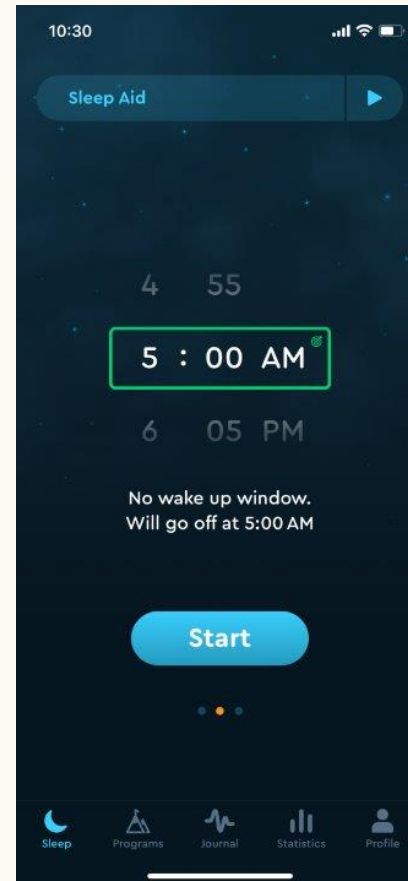 10:30
Sleep Aid
4 55
5 : 00 AM
6 05 PM
No wake up window.
Will go off at 5:00 AM
Start
Sleep Programs Journal Statistics Profile